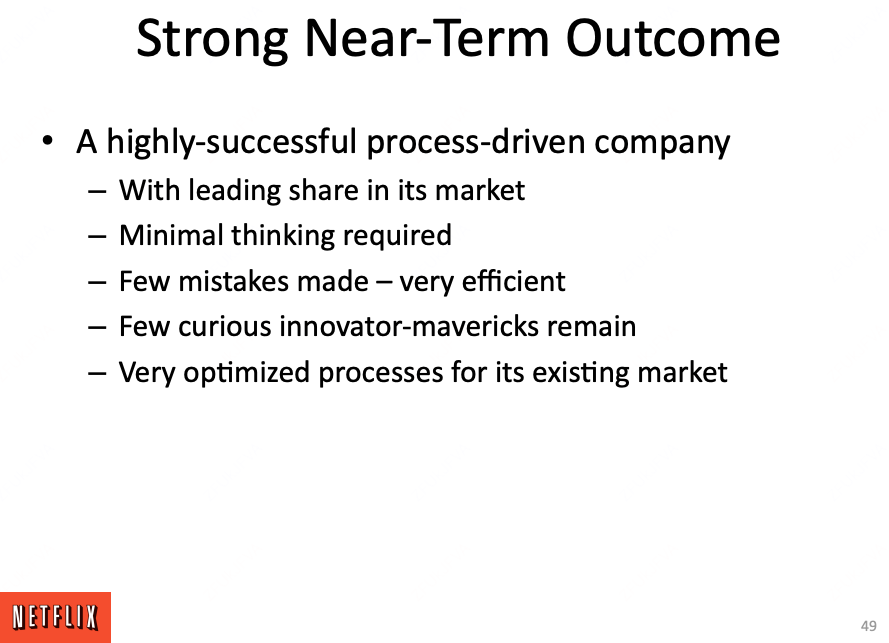 Strong Near-Term Outcome
• A highly-successful process-driven company
– With leading share in its market
– Minimal thinking required
– Few mistakes made – very efficient
– Few curious innovator-mavericks remain
– Very optimized processes for its existing market
NETFLIX
49